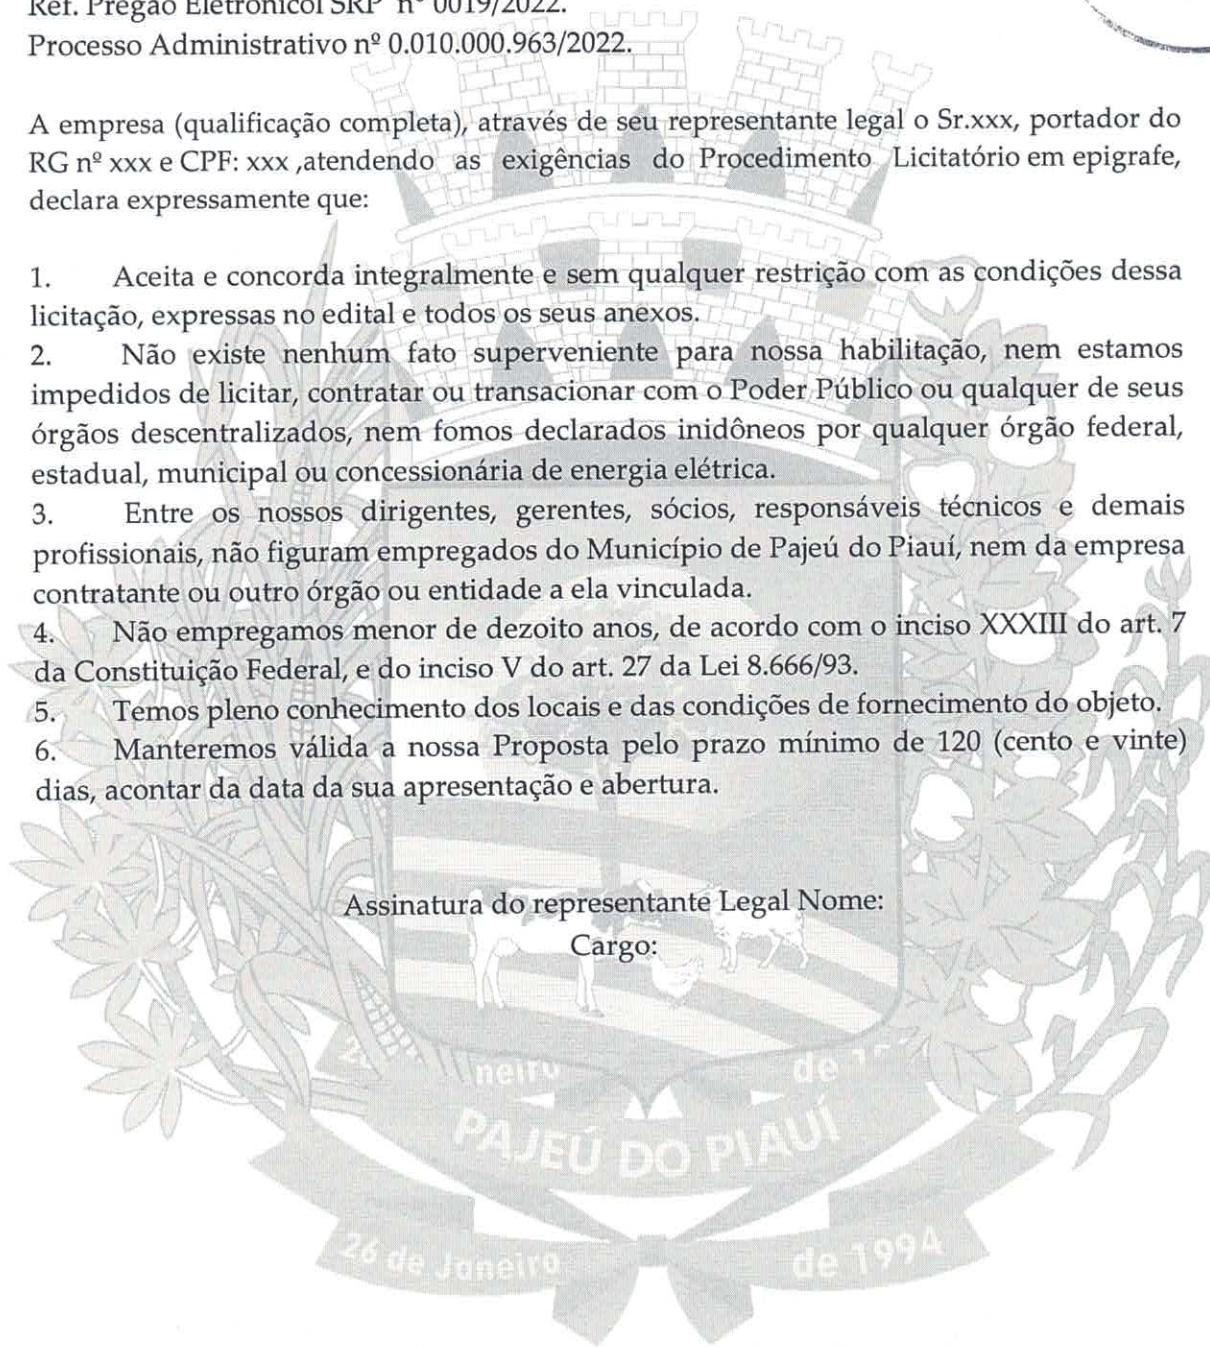 Ref. Pregão Eletrônicol SRP nº 0019/2022.
Processo Administrativo nº 0.010.000.963/2022.
A empresa (qualificação completa), através de seu representante legal o Sr.xxx, portador do
RG nº xxx e CPF: xxx ,atendendo as exigências do Procedimento Licitatório em epigrafe,
declara expressamente que:
1. Aceita e concorda integralmente e sem qualquer restrição com as condições dessa
licitação, expressas no edital e todos os seus anexos.
2. Não existe nenhum fato superveniente para nossa habilitação, nem estamos
impedidos de licitar, contratar ou transacionar com o Poder Público ou qualquer de seus
órgãos descentralizados, nem fomos declarados inidôneos por qualquer órgão federal,
estadual, municipal ou concessionária de energia elétrica.
3. Entre os nossos dirigentes, gerentes, sócios, responsáveis técnicos e demais
profissionais, não figuram empregados do Município de Pajeú do Piauí, nem da empresa
contratante ou outro órgão ou entidade a ela vinculada.
4. Não empregamos menor de dezoito anos, de acordo com o inciso XXXIII do art. 7
da Constituição Federal, e do inciso V do art. 27 da Lei 8.666/93.
5. Temos pleno conhecimento dos locais e das condições de fornecimento do objeto.
6. Manteremos válida a nossa Proposta pelo prazo mínimo de 120 (cento e vinte)
dias, acontar da data da sua apresentação e abertura.
Assinatura do representante Legal Nome:
Cargo:
neiro de
PAJEÚ DO PIAUÍ
26 de Janeiro de 1994